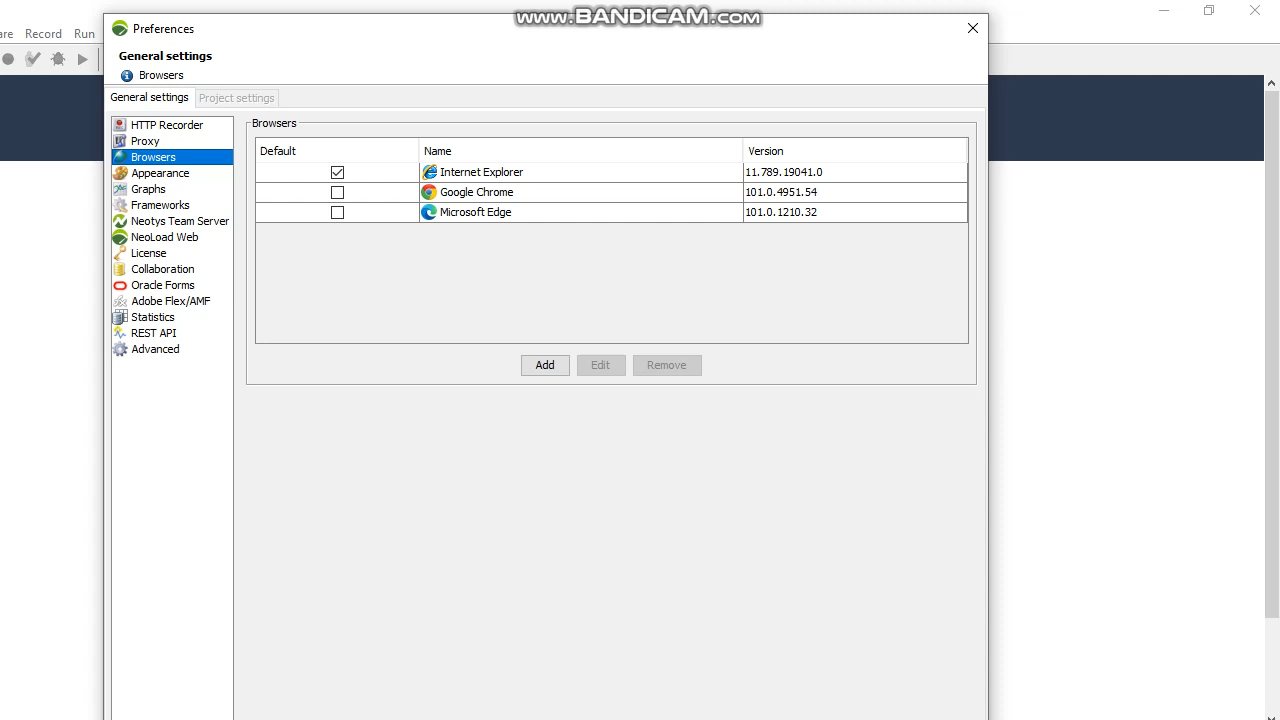 www.BANDICAM.com
Preferences
are Record Run
General settings
Browsers
General settings Project settings
HTTP Recorder
Proxy
Browsers
Appearance
Graphs
Frameworks
Neotys Team Server
NeoLoad Web
License
Collaboration
Oracle Forms
Adobe Flex/AMF
Statistics
REST API
Advanced
Browsers
Default Name Version
Internet Explorer 11.789.19041.0
Google Chrome 101.0.4951.54
Microsoft Edge 101.0.1210.32
Add Edit Remove